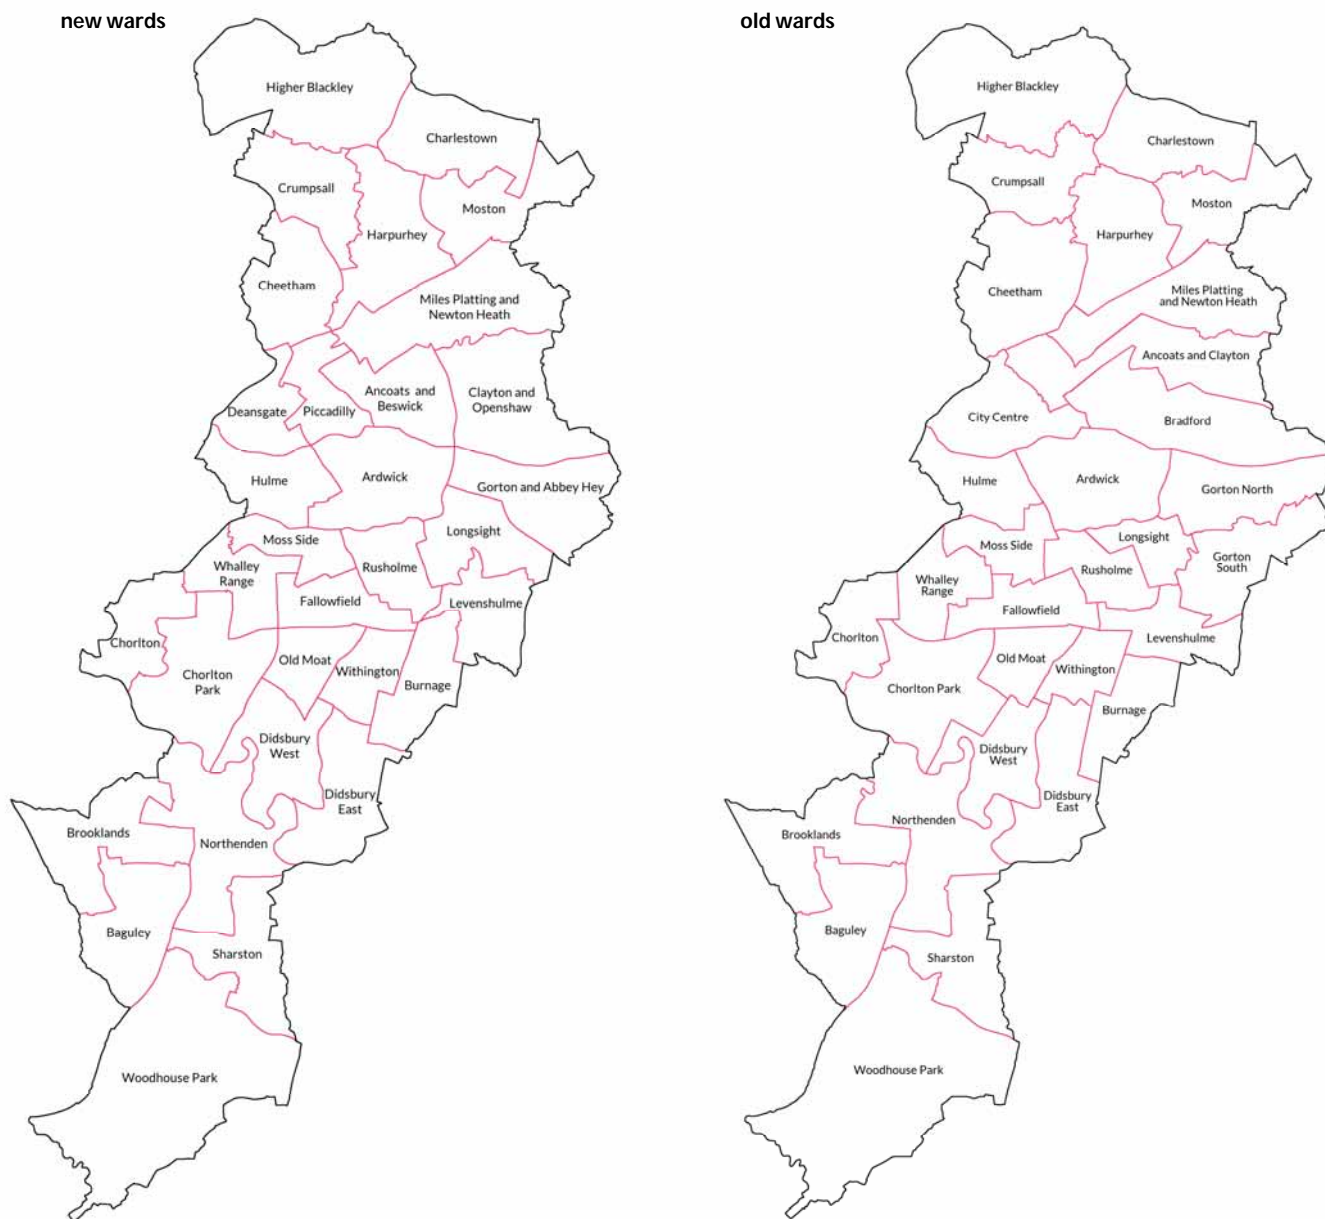 new wards
Higher Blackley
Charlestown
Crumpsall
Moston
Harpurhey
Cheetham
Miles Platting and
Newton Heath
Ancoats and
Beswick
Clayton and
Openshaw
Deansgate
Piccadilly
Hulme
Ardwick
Gorton and Abbey Hey
Longsight
Moss Side
Whalley
Range
Rusholme
Fallowfield
Levenshulme
Chorlton
Old Moat
Withington
Chorlton
Park
Burnage
Didsbury
West
Didsbury
East
Brooklands
Northenden
Baguley
Sharston
Woodhouse Park
old wards
Higher Blackley
Charlestown
Crumpsall
Moston
Harpurhey
Cheetham
Miles Platting
and Newton Heath
Ancoats and Clayton
City Centre
Bradford
Hulme
Ardwick
Gorton North
Longsight
Moss Side
Gorton
South
Whalley
Range
Rusholme
Fallowfield
Chorlton
Levenshulme
Old Moat
Withington
Chorlton Park
Burnage
Didsbury
West
Didsbury
East
Northenden
Brooklands
Baguley
Sharston
Woodhouse Park